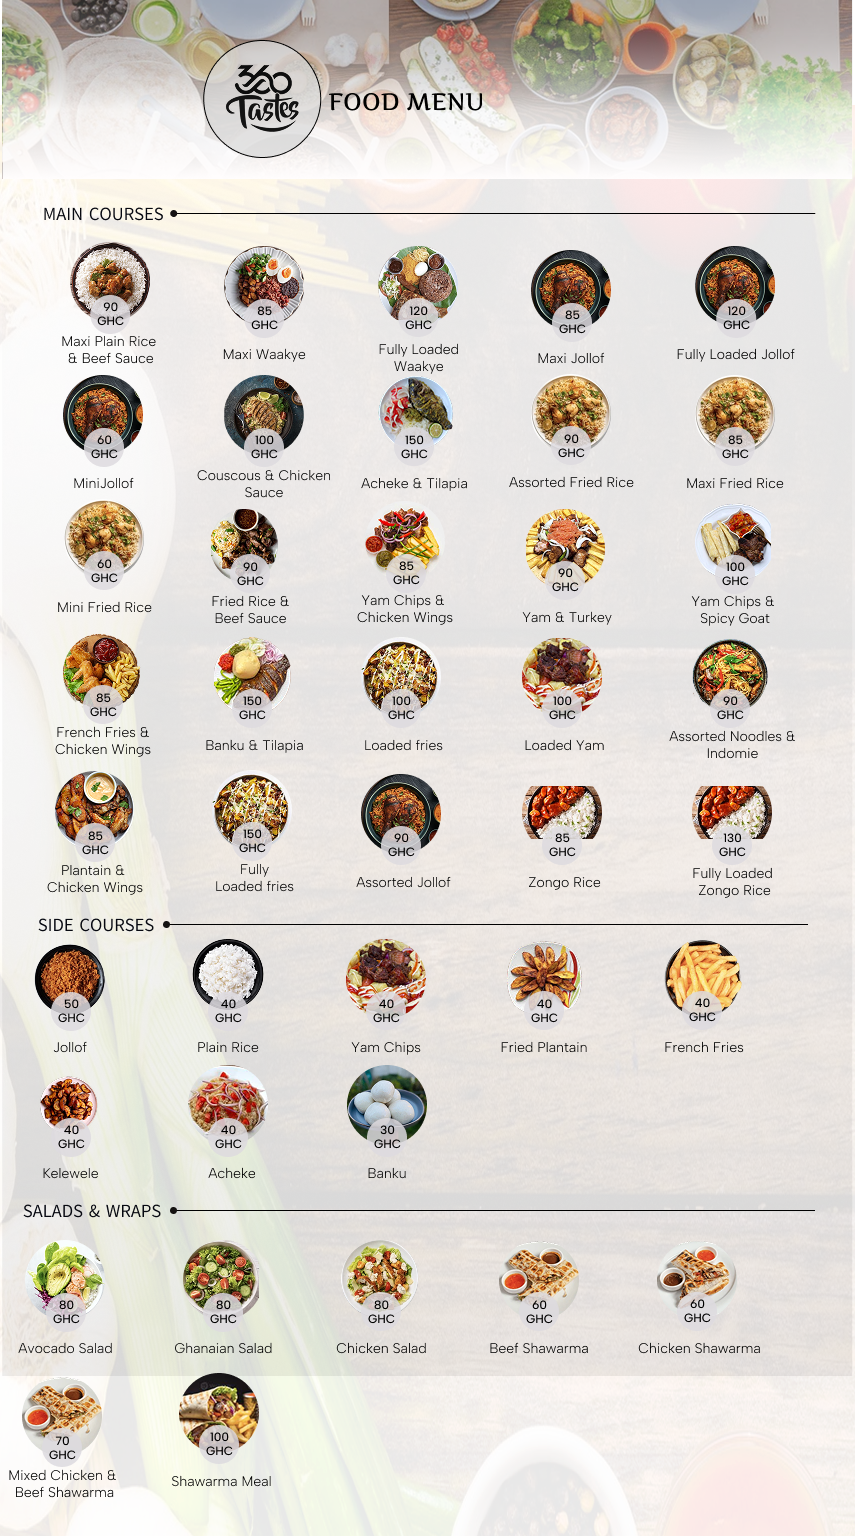 360
Tastes
FOOD MENU
MAIN COURSES
90
GHC
Maxi Plain Rice
& Beef Sauce
85
GHC
Maxi Waakye
120
GHC
Fully Loaded
Waakye
85
GHC
Maxi Jollof
120
GHC
Fully Loaded Jollof
60
GHC
MiniJollof
100
GHC
Couscous & Chicken
Sauce
150
GHC
Acheke & Tilapia
90
GHC
Assorted Fried Rice
85
GHC
Maxi Fried Rice
60
GHC
Mini Fried Rice
90
GHC
Fried Rice &
Beef Sauce
85
GHC
Yam Chips &
Chicken Wings
90
GHC
Yam & Turkey
100
GHC
Yam Chips &
Spicy Goat
85
GHC
French Fries &
Chicken Wings
150
GHC
Banku & Tilapia
100
GHC
Loaded fries
100
GHC
Loaded Yam
90
GHC
Assorted Noodles &
Indomie
85
GHC
Plantain &
Chicken Wings
150
GHC
Fully
Loaded fries
90
GHC
Assorted Jollof
85
GHC
Zongo Rice
130
GHC
Fully Loaded
Zongo Rice
SIDE COURSES
50
GHC
Jollof
40
GHC
Plain Rice
40
GHC
Yam Chips
40
GHC
Fried Plantain
40
GHC
French Fries
40
GHC
Kelewele
40
GHC
Acheke
30
GHC
Banku
SALADS & WRAPS
80
GHC
Avocado Salad
80
GHC
Ghanaian Salad
80
GHC
Chicken Salad
60
GHC
Beef Shawarma
60
GHC
Chicken Shawarma
70
GHC
Mixed Chicken &
Beef Shawarma
100
GHC
Shawarma Meal